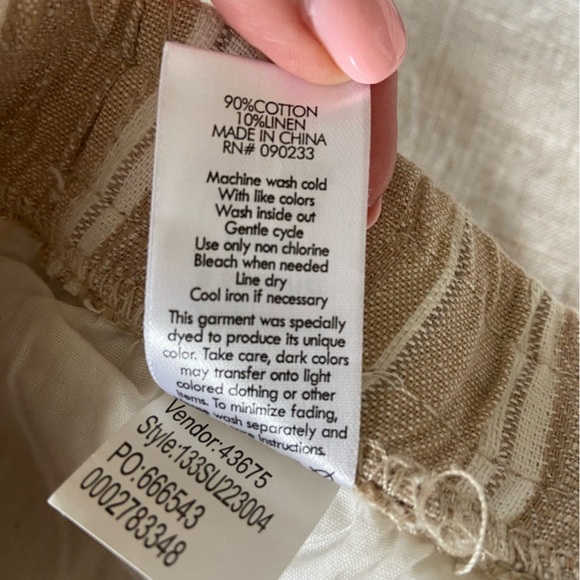 90%COTTON
10%LINEN
MADE IN CHINA
RN# 090233
Machine wash cold
With like colors
Wash inside out
Gentle cycle
Use only non chlorine
Bleach when needed
Line dry
Cool iron if necessary
This garment was specially
dyed to produce its unique
color. Take care, dark colors
may transfer onto light
colored clothing or other
items. To minimize fading,
wash separately and
instructions.
Vendor:43675
Style:133SU223004
PO:666543
0002783348